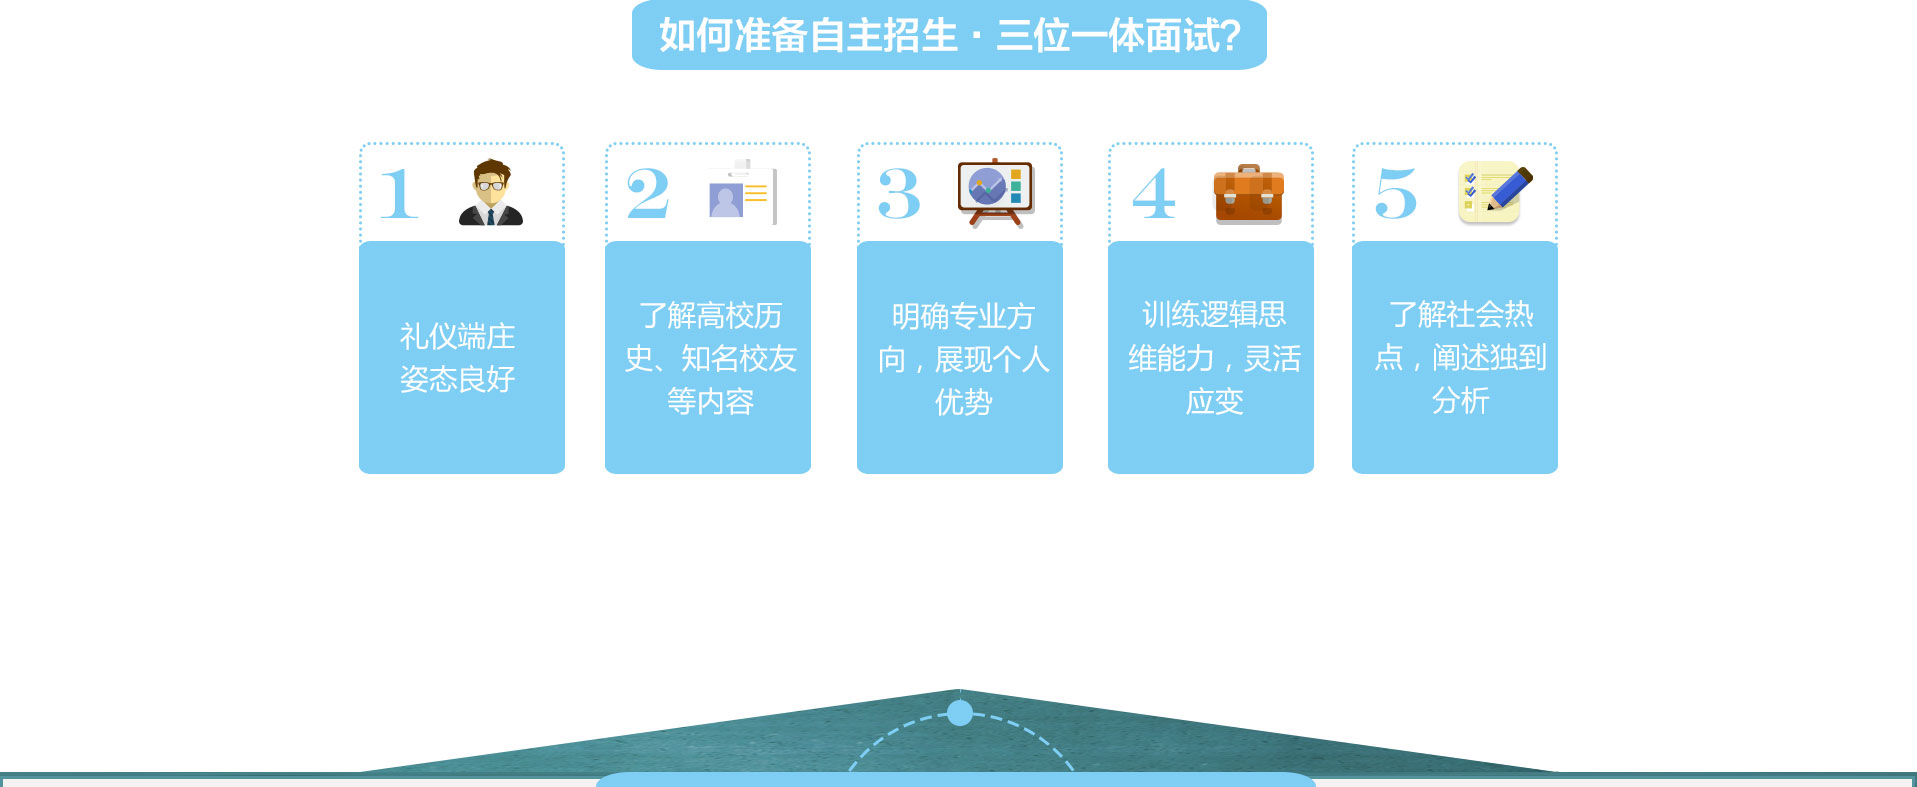 如何准备自主招生·三位一体面试?
1
礼仪端庄
姿态良好
2
了解高校历
史、知名校友
等内容
3
明确专业方
向，展现个人
优势
4
训练逻辑思
维能力，灵活
应变
5
了解社会热
点，阐述独到
分析